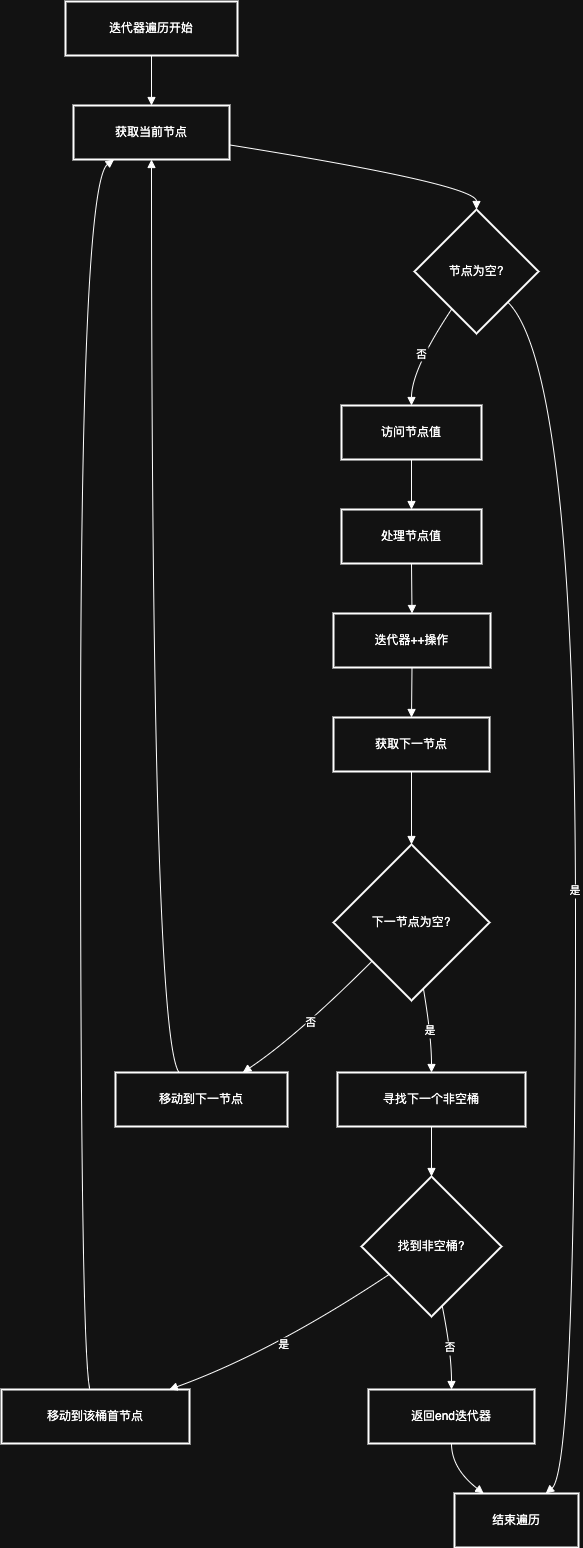 迭代器遍历开始
获取当前节点
节点为空?
否
访问节点值
处理节点值
迭代器++操作
获取下一节点
是
下一节点为空?
否
是
移动到下一节点
寻找下一个非空桶
找到非空桶?
是
否
移动到该桶首节点
返回end迭代器
结束遍历